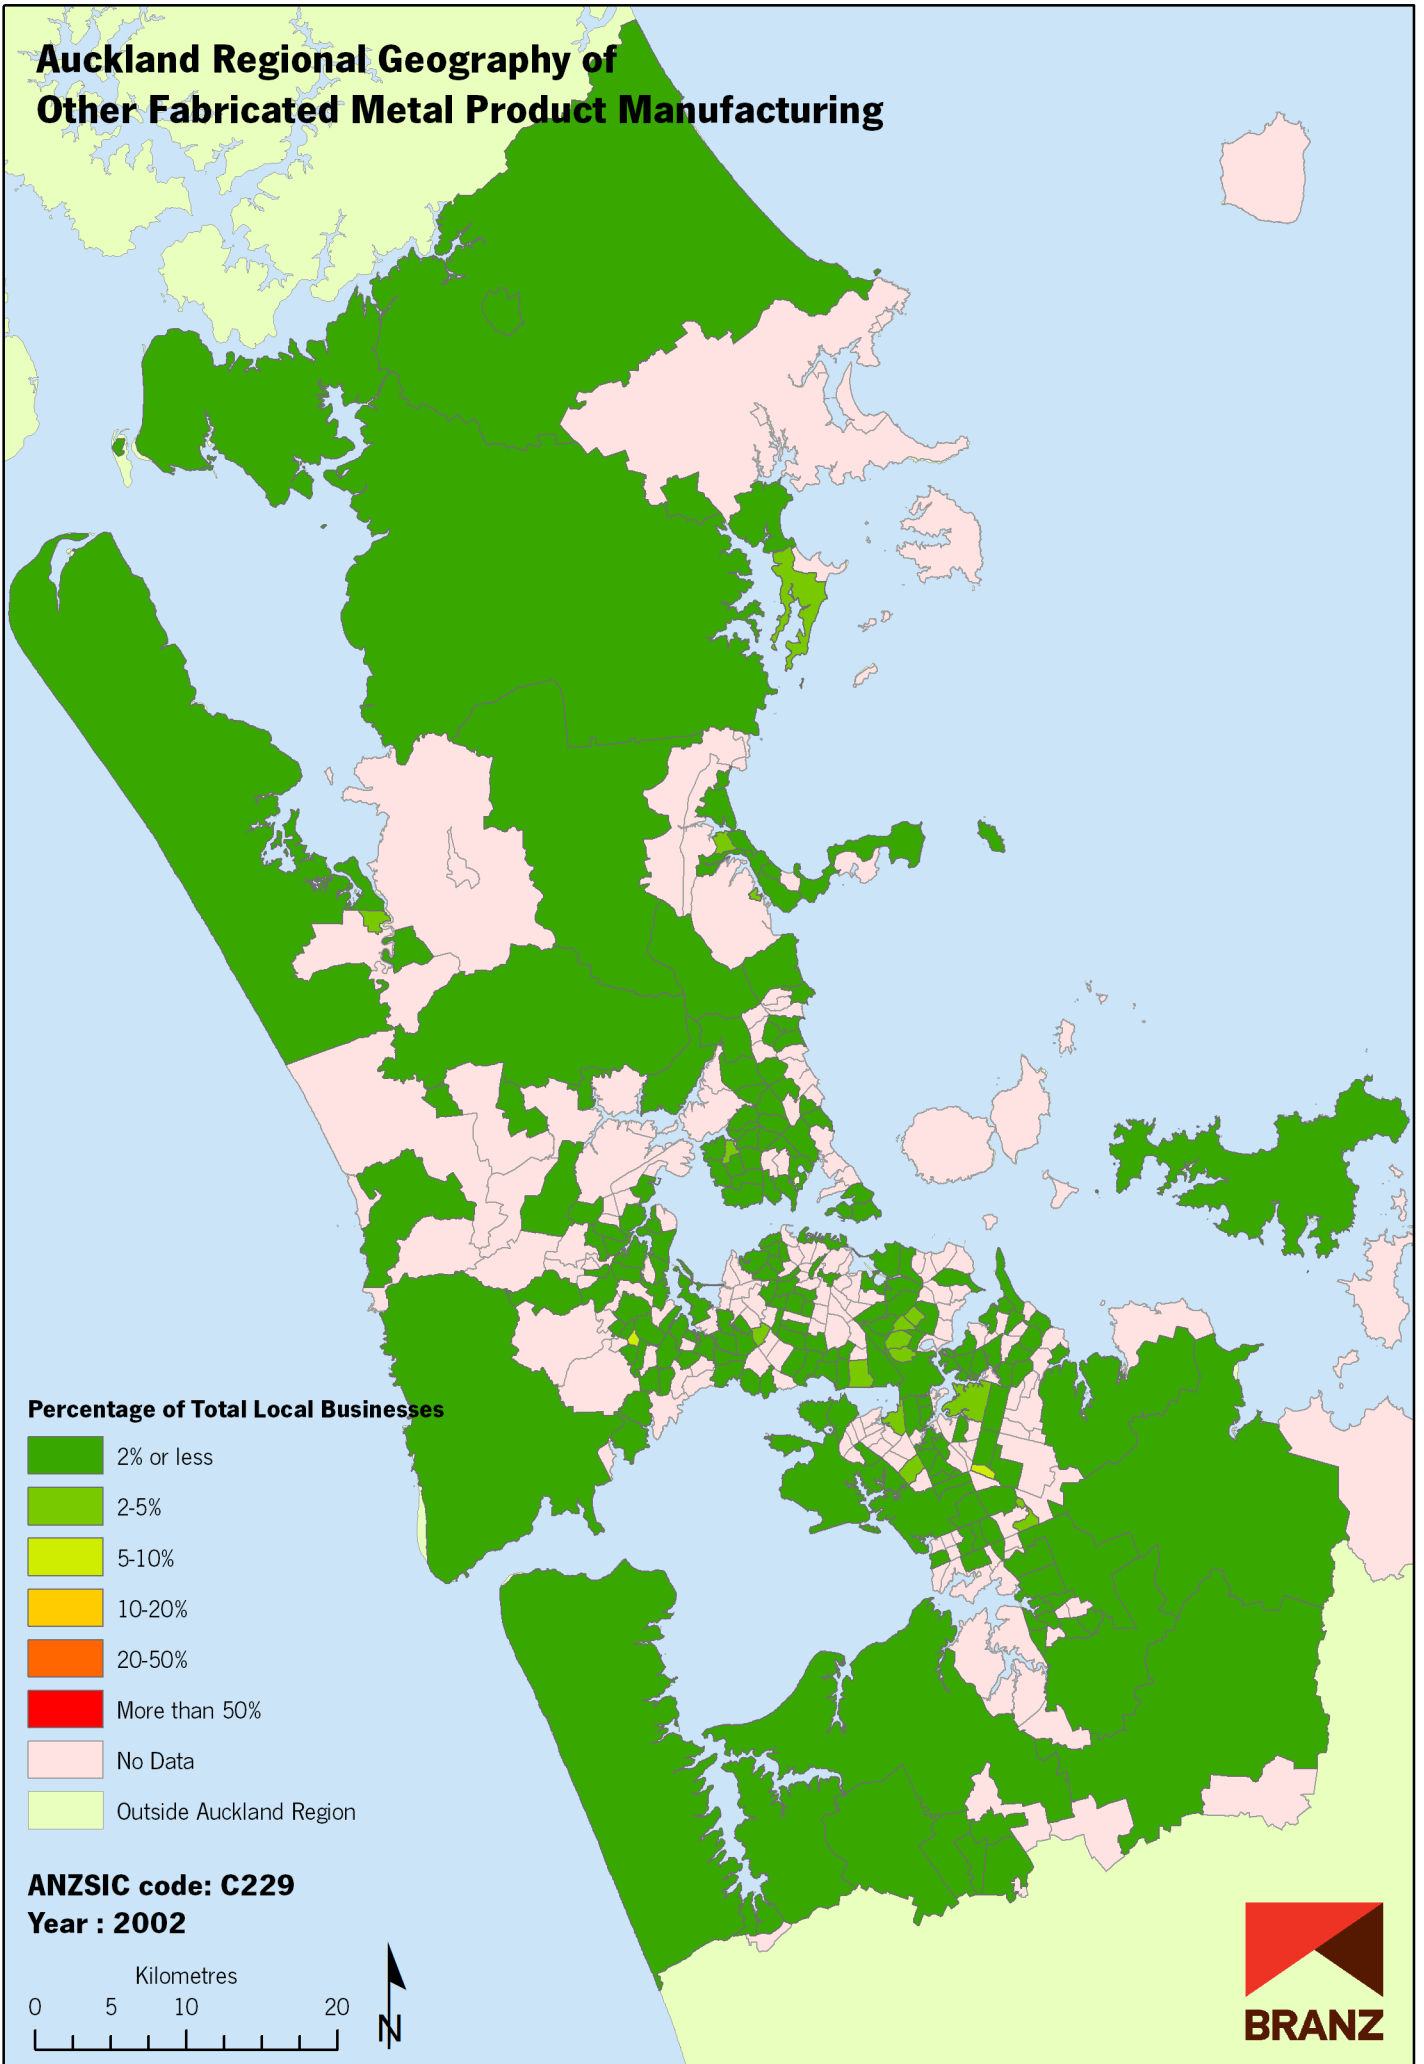 Auckland Regional Geography of
Other Fabricated Metal Product Manufacturing
Percentage of Total Local Businesses
2% or less
2-5%
5-10%
10-20%
20-50%
More than 50%
No Data
Outside Auckland Region
ANZSIC code: C229
Year : 2002
Kilometres
0 5 10 20
N
BRANZ